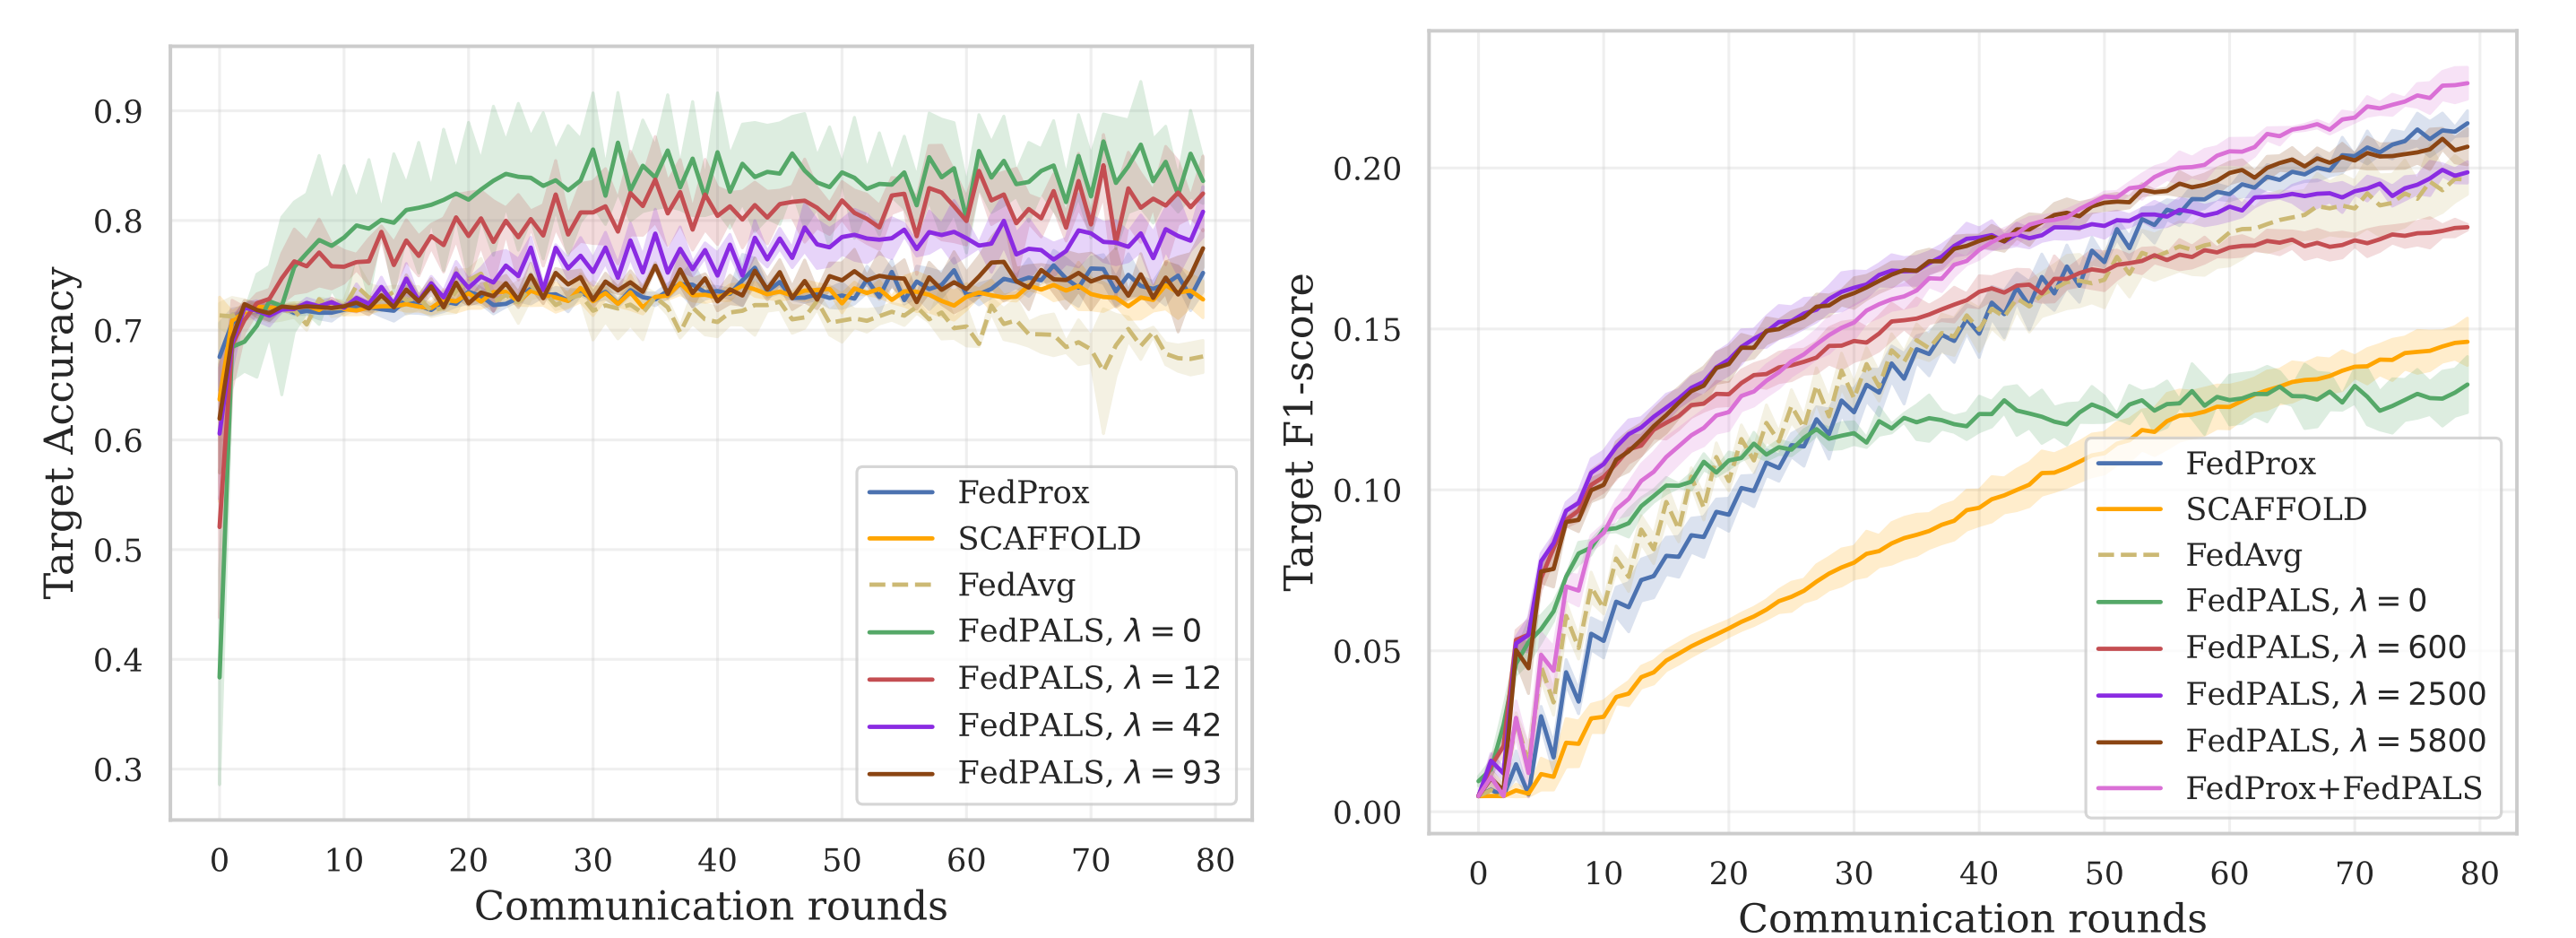 Target Accuracy
0.9
0.8
0.7
0.6
0.5
0.4
0.3
0 10 20 30 40 50 60 70 80
Communication rounds
FedProx
SCAFFOLD
FedAvg
FedPALS, λ = 0
FedPALS, λ = 12
FedPALS, λ = 42
FedPALS, λ = 93
Target F1-score
0.20
0.15
0.10
0.05
0.00
0 10 20 30 40 50 60 70 80
Communication rounds
FedProx
SCAFFOLD
FedAvg
FedPALS, λ = 0
FedPALS, λ = 600
FedPALS, λ = 2500
FedPALS, λ = 5800
FedProx+FedPALS